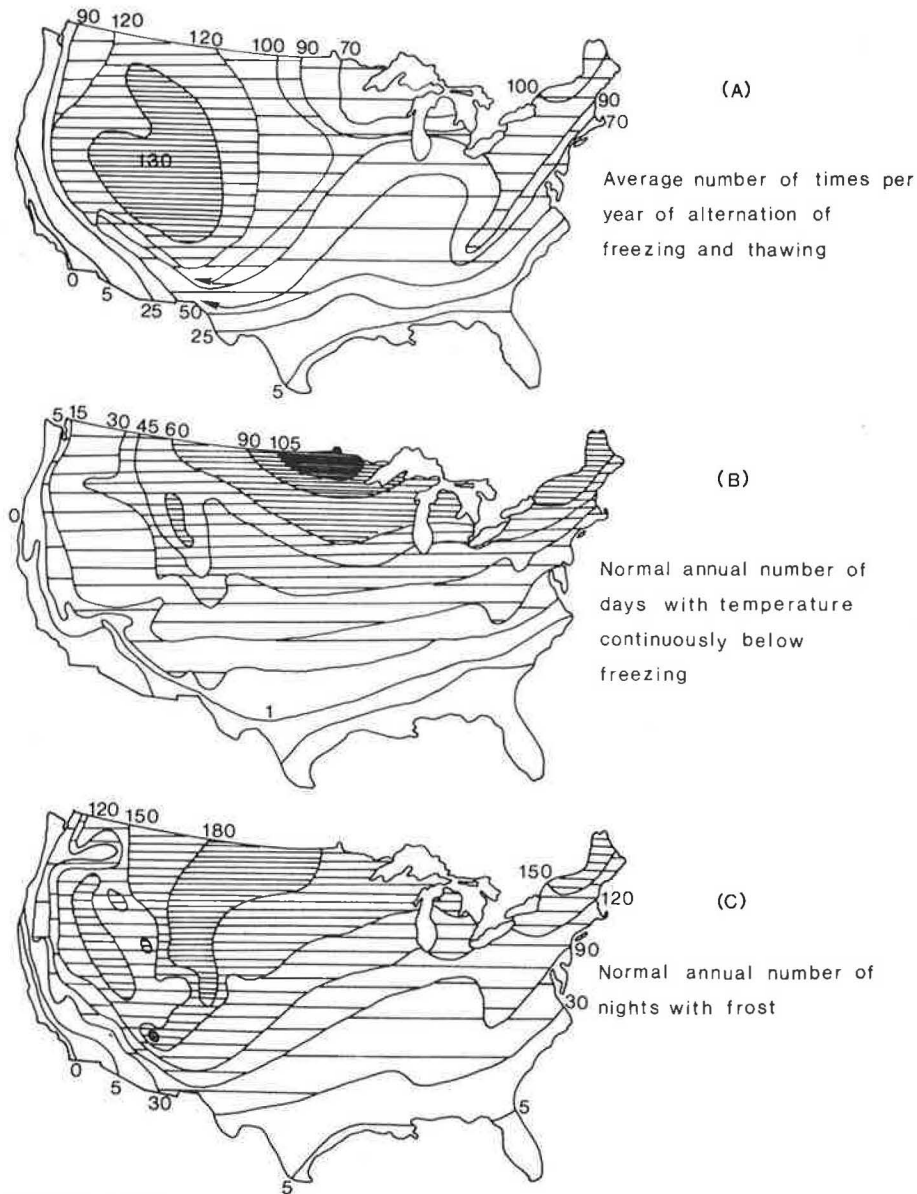 90 120 120 100 90 70
100
90
70
130
0 5 25 50
25
5
(A)
Average number of times per
year of alternation of
freezing and thawing
5 15 30 45 60 90 105
0
1
(B)
Normal annual number of
days with temperature
continuously below
freezing
120 150 180
150
120
90
30
0 5 30
5
5
(C)
Normal annual number of
nights with frost